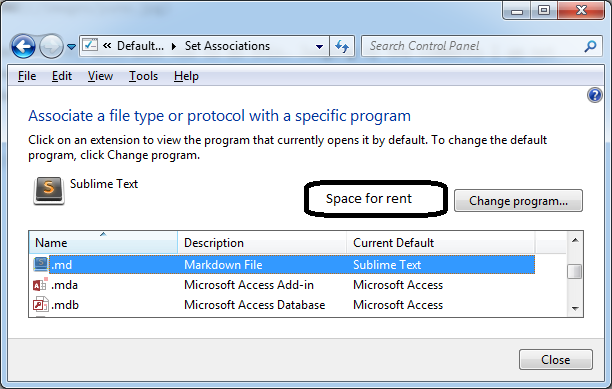 « Default... ▸ Set Associations
Search Control Panel
File Edit View Tools Help
Associate a file type or protocol with a specific program
Click on an extension to view the program that currently opens it by default. To change the default
program, click Change program.
Sublime Text
Space for rent
Change program...
Name Description Current Default
.md Markdown File Sublime Text
.mda Microsoft Access Add-in Microsoft Access
.mdb Microsoft Access Database Microsoft Access
Close